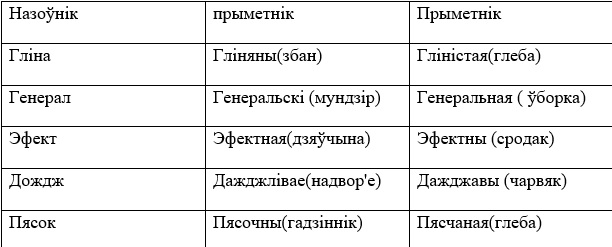 Назоўнік прыметнік Прыметнік
Гліна Гліняны(збан) Гліністая(глеба)
Генерал Генеральскі (мундзір) Генеральная ( ўборка)
Эфект Эфектная(дзяўчына) Эфектны (сродак)
Дождж Дажджлівае(надвор'е) Дажджавы (чарвяк)
Пясок Пясочны(гадзіннік) Пясчаная(глеба)